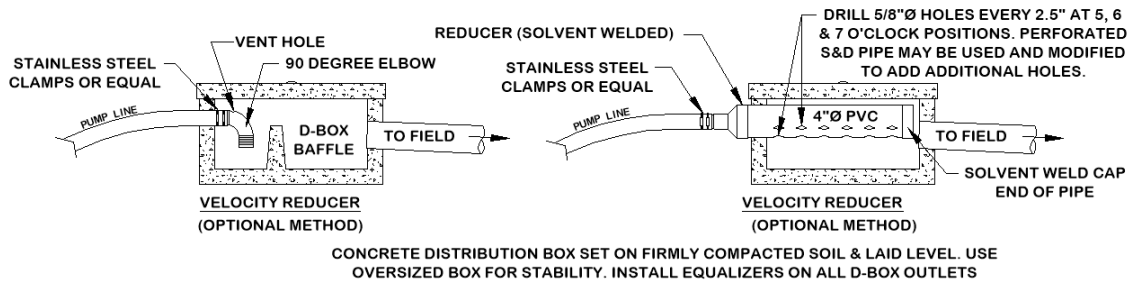 VENT HOLE
90 DEGREE ELBOW
STAINLESS STEEL
CLAMPS OR EQUAL
PUMP LINE
D-BOX
BAFFLE
TO FIELD
VELOCITY REDUCER
(OPTIONAL METHOD)
DRILL 5/8"Ø HOLES EVERY 2.5" AT 5, 6
& 7 O'CLOCK POSITIONS. PERFORATED
S&D PIPE MAY BE USED AND MODIFIED
TO ADD ADDITIONAL HOLES.
REDUCER (SOLVENT WELDED)
STAINLESS STEEL
CLAMPS OR EQUAL
PUMP LINE
4"Ø PVC
TO FIELD
SOLVENT WELD CAP
END OF PIPE
VELOCITY REDUCER
(OPTIONAL METHOD)
CONCRETE DISTRIBUTION BOX SET ON FIRMLY COMPACTED SOIL & LAID LEVEL. USE
OVERSIZED BOX FOR STABILITY. INSTALL EQUALIZERS ON ALL D-BOX OUTLETS